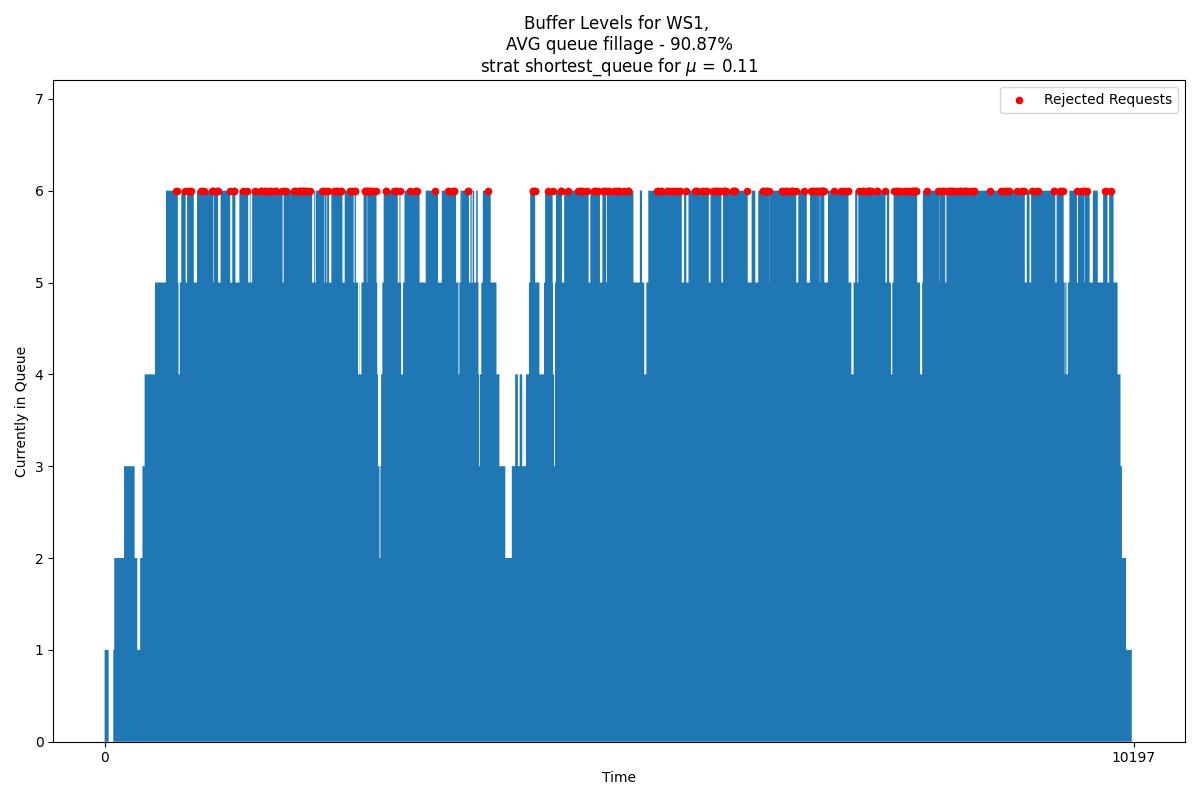 Buffer Levels for WS1,
AVG queue fillage - 90.87%
strat shortest_queue for μ = 0.11
Rejected Requests
7
6
5
4
3
2
1
0
Currently in Queue
0
10197
Time